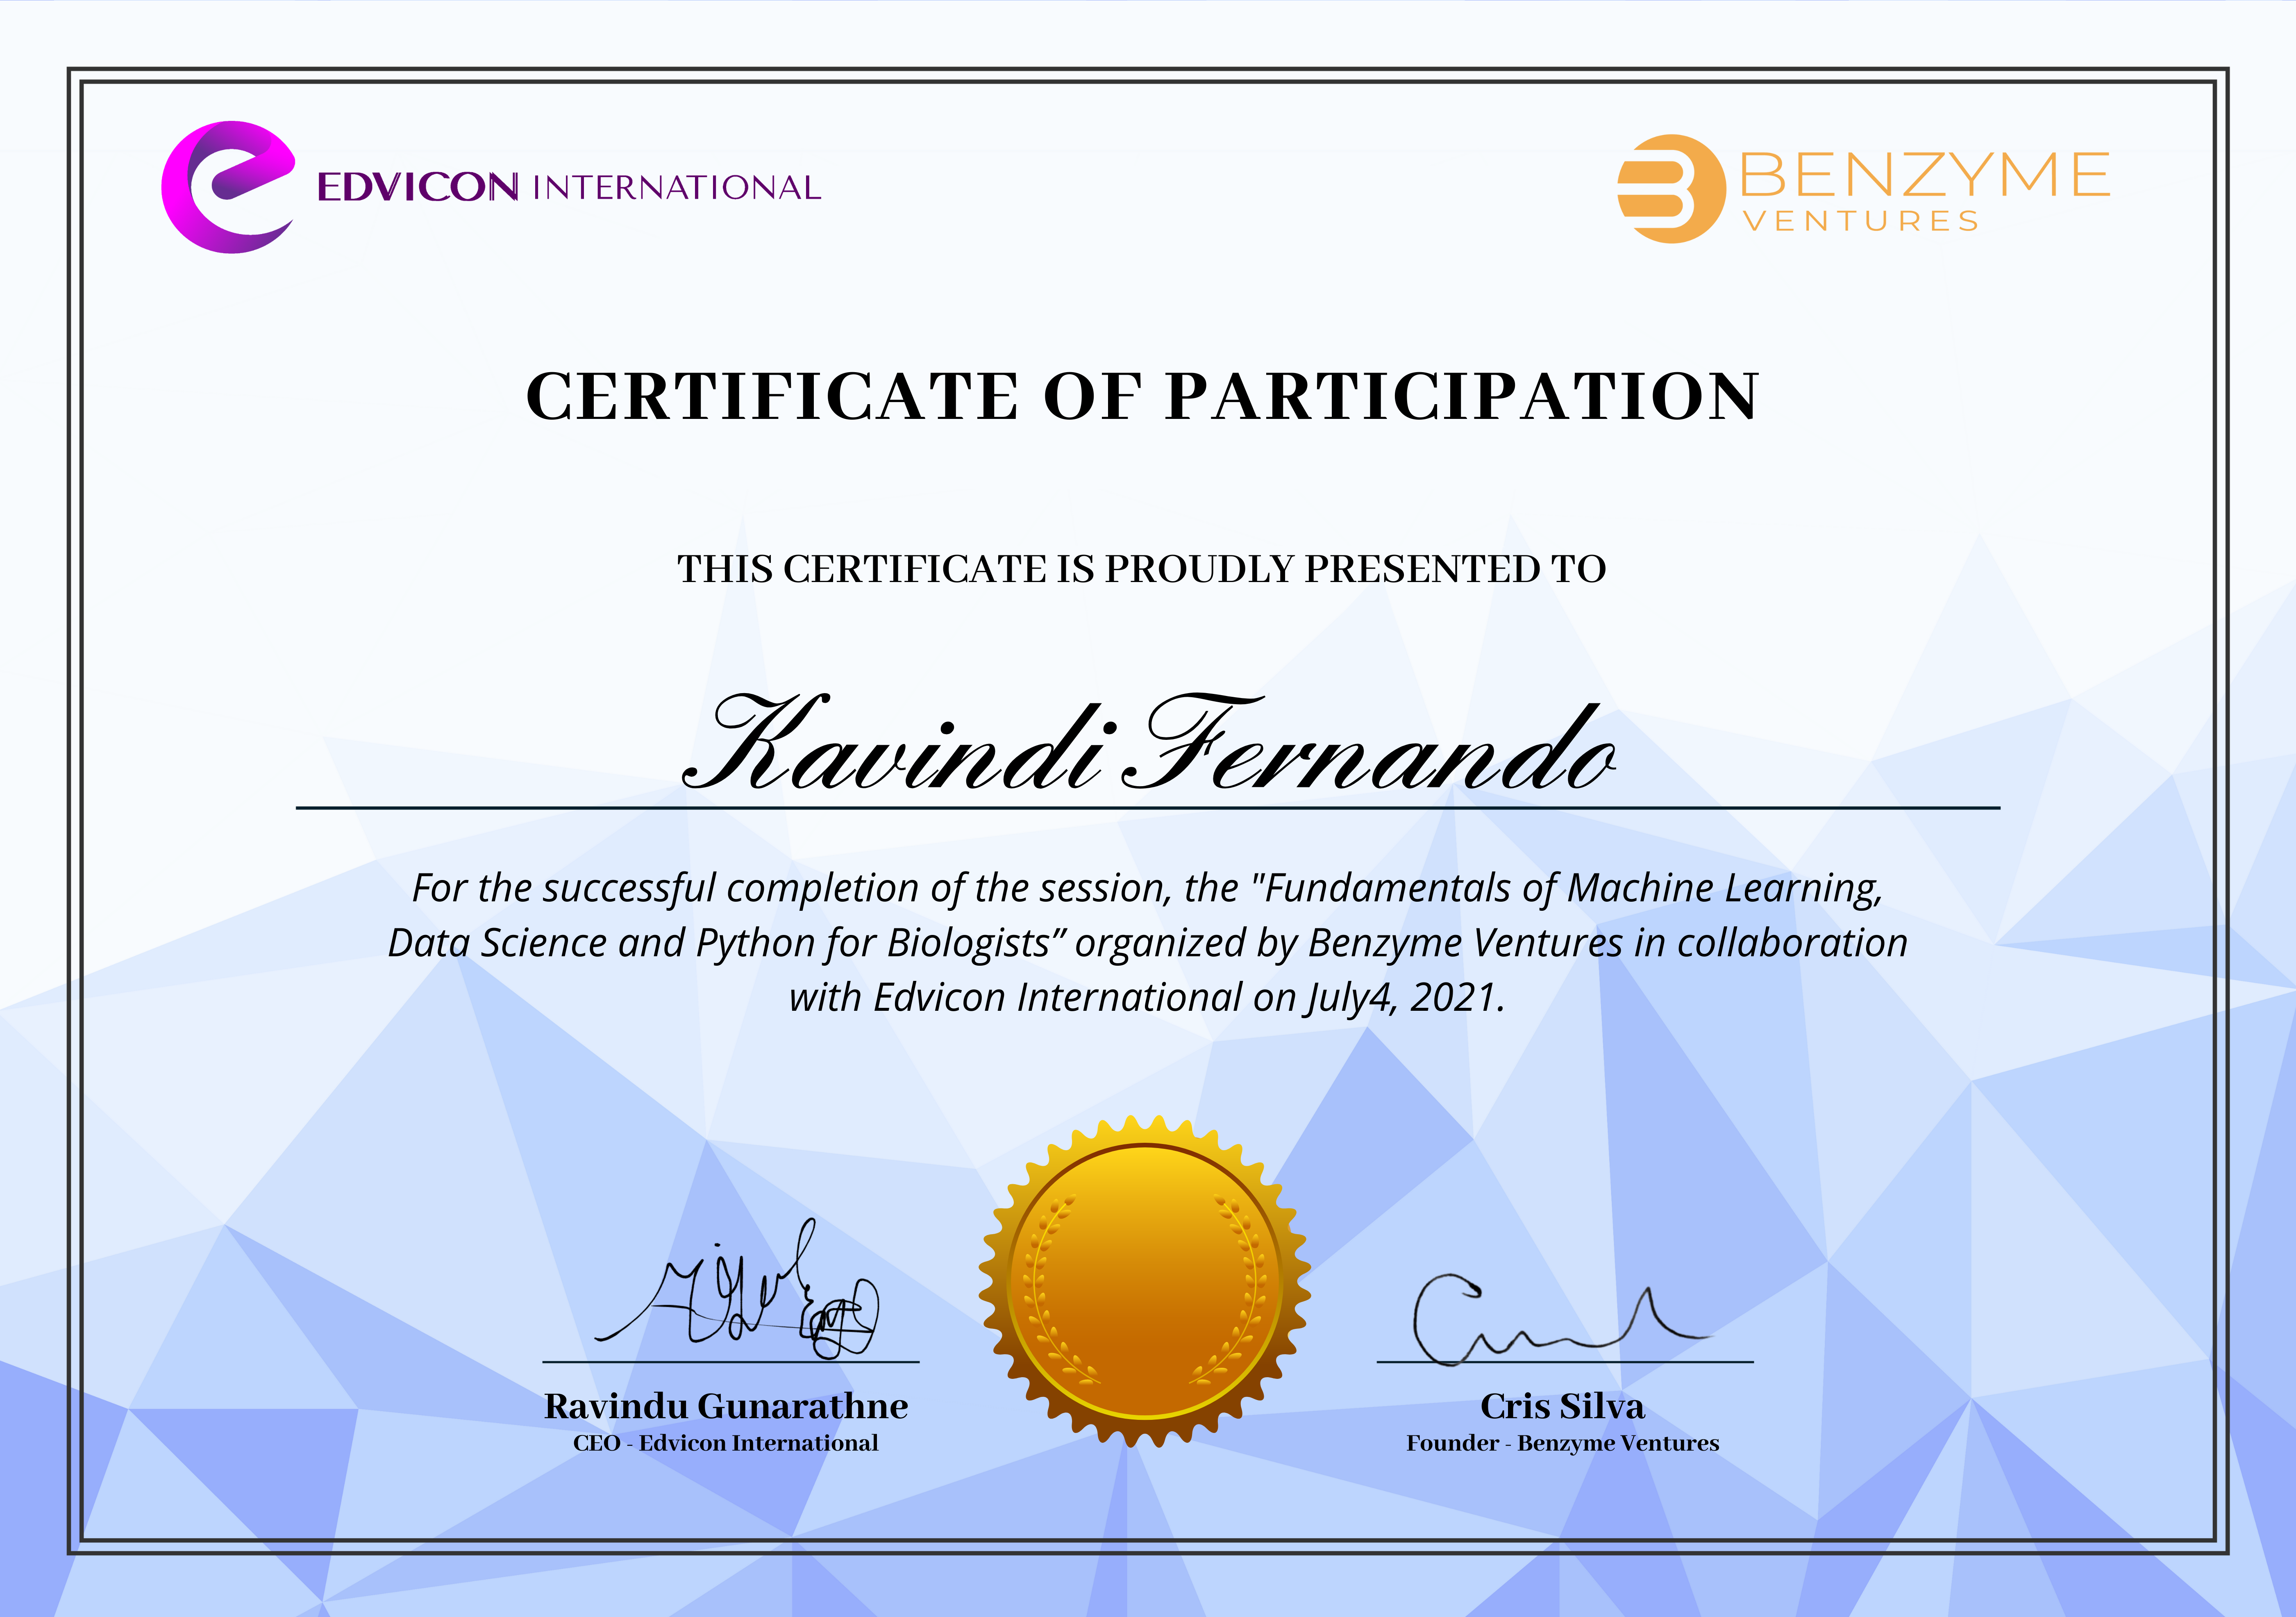 EDVICON INTERNATIONAL
BENZYME
VENTURES
CERTIFICATE OF PARTICIPATION
THIS CERTIFICATE IS PROUDLY PRESENTED TO
Kavindi Fernando
For the successful completion of the session, the "Fundamentals of Machine Learning,
Data Science and Python for Biologists” organized by Benzyme Ventures in collaboration
with Edvicon International on July4, 2021.
Ravindu Gunarathne
CEO - Edvicon International
Cris Silva
Founder - Benzyme Ventures